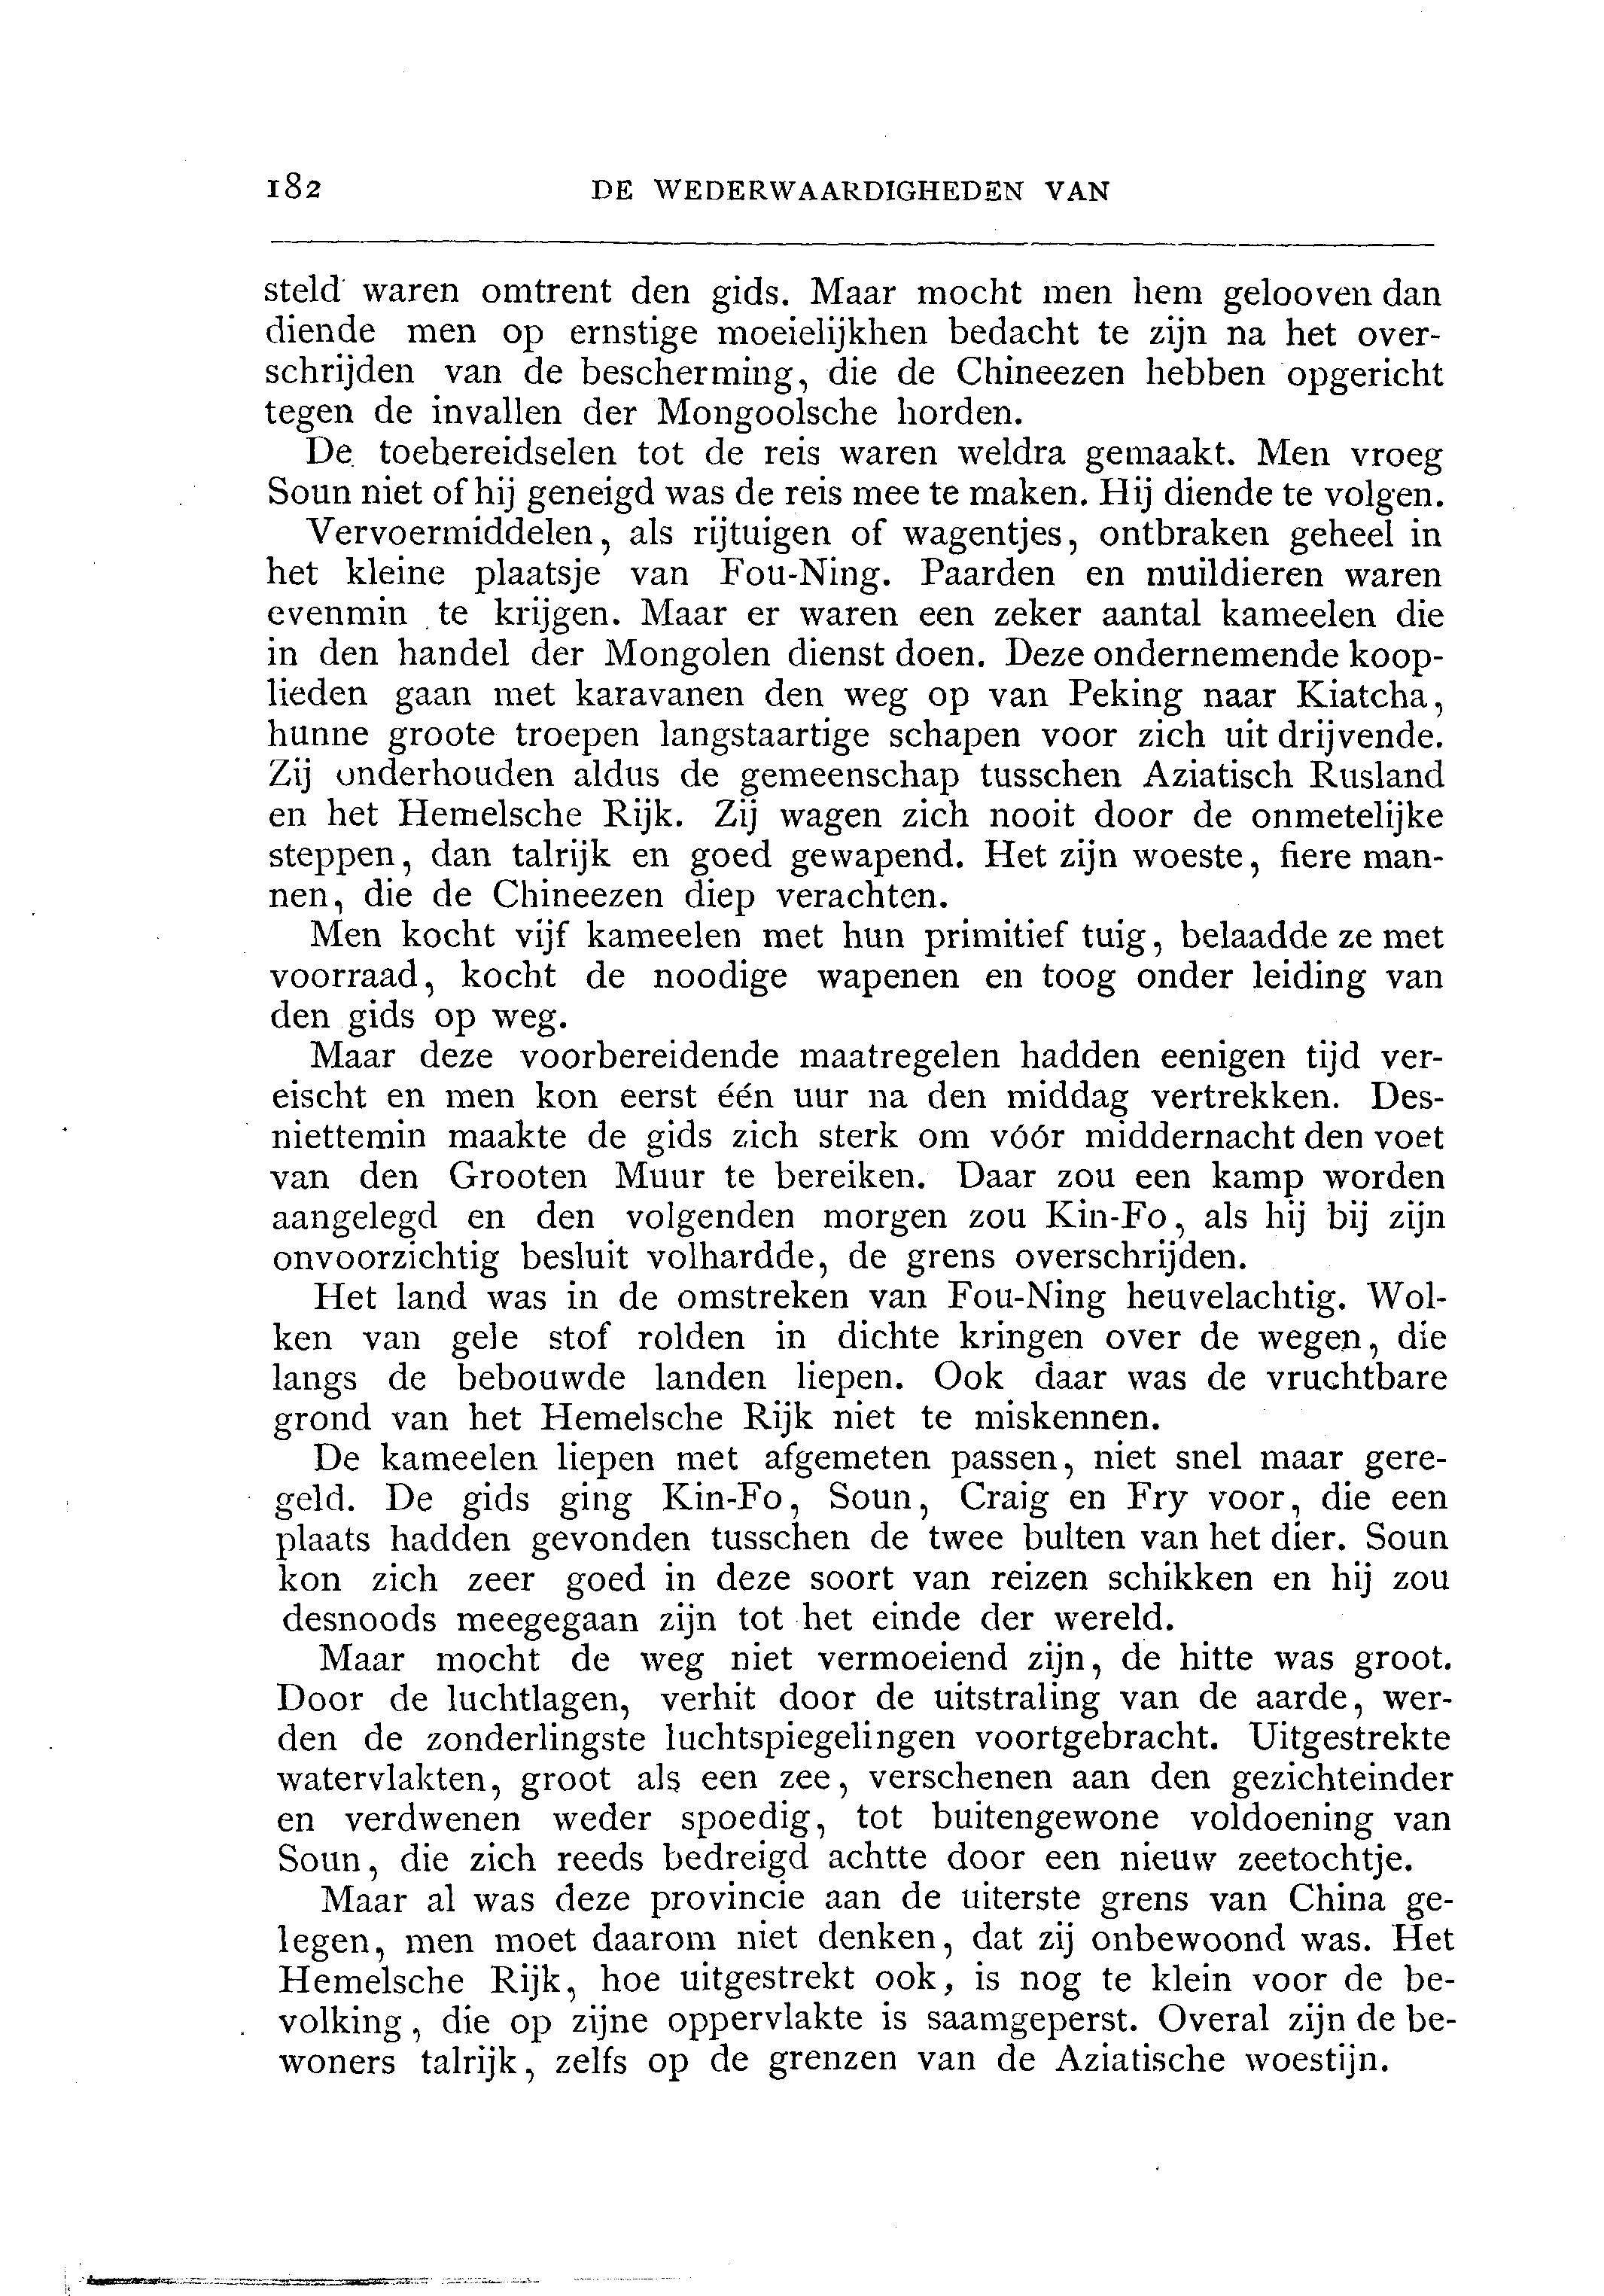 182 DE WEDERWAARDIGHEDEN VAN
steld waren omtrent den gids. Maar mocht men hem gelooven dan
diende men op ernstige moeielijkhen bedacht te zijn na het over-
schrijden van de bescherming, die de Chineezen hebben opgericht
tegen de invallen der Mongoolsche horden.
De toebereidselen tot de reis waren weldra gemaakt. Men vroeg
Soun niet of hij geneigd was de reis mee te maken. Hij diende te volgen.
Vervoermiddelen, als rijtuigen of wagentjes, ontbraken geheel in
het kleine plaatsje van Fou-Ning. Paarden en muildieren waren
evenmin te krijgen. Maar er waren een zeker aantal kameelen die
in den handel der Mongolen dienst doen. Deze ondernemende koop-
lieden gaan met karavanen den weg op van Peking naar Kiatcha,
hunne groote troepen langstaartige schapen voor zich uit drijvende.
Zij onderhouden aldus de gemeenschap tusschen Aziatisch Rusland
en het Hemelsche Rijk. Zij wagen zich nooit door de onmetelijke
steppen, dan talrijk en goed gewapend. Het zijn woeste, fiere man-
nen, die de Chineezen diep verachten.
Men kocht vijf kameelen met hun primitief tuig, belaadde ze met
voorraad, kocht de noodige wapenen en toog onder leiding van
den gids op weg.
Maar deze voorbereidende maatregelen hadden eenigen tijd ver-
eischt en men kon eerst één uur na den middag vertrekken. Des-
niettemin maakte de gids zich sterk om vóór middernacht den voet
van den Grooten Muur te bereiken. Daar zou een kamp worden
aangelegd en den volgenden morgen zou Kin-Fo, als hij bij zijn
onvoorzichtig besluit volhardde, de grens overschrijden.
Het land was in de omstreken van Fou-Ning heuvelachtig. Wol-
ken van gele stof rolden in dichte kringen over de wegen, die
langs de bebouwde landen liepen. Ook daar was de vruchtbare
grond van het Hemelsche Rijk niet te miskennen.
De kameelen liepen met afgemeten passen, niet snel maar gere-
geld. De gids ging Kin-Fo, Soun, Craig en Fry voor, die een
plaats hadden gevonden tusschen de twee bulten van het dier. Soun
kon zich zeer goed in deze soort van reizen schikken en hij zou
desnoods meegegaan zijn tot het einde der wereld.
Maar mocht de weg niet vermoeiend zijn, de hitte was groot.
Door de luchtlagen, verhit door de uitstraling van de aarde, wer-
den de zonderlingste luchtspiegelingen voortgebracht. Uitgestrekte
watervlakten, groot als een zee, verschenen aan den gezichteinder
en verdwenen weder spoedig, tot buitengewone voldoening van
Soun, die zich reeds bedreigd achtte door een nieuw zeetochtje.
Maar al was deze provincie aan de uiterste grens van China ge-
legen, men moet daarom niet denken, dat zij onbewoond was. Het
Hemelsche Rijk, hoe uitgestrekt ook, is nog te klein voor de be-
volking, die op zijne oppervlakte is saamgeperst. Overal zijn de be-
woners talrijk, zelfs op de grenzen van de Aziatische woestijn.